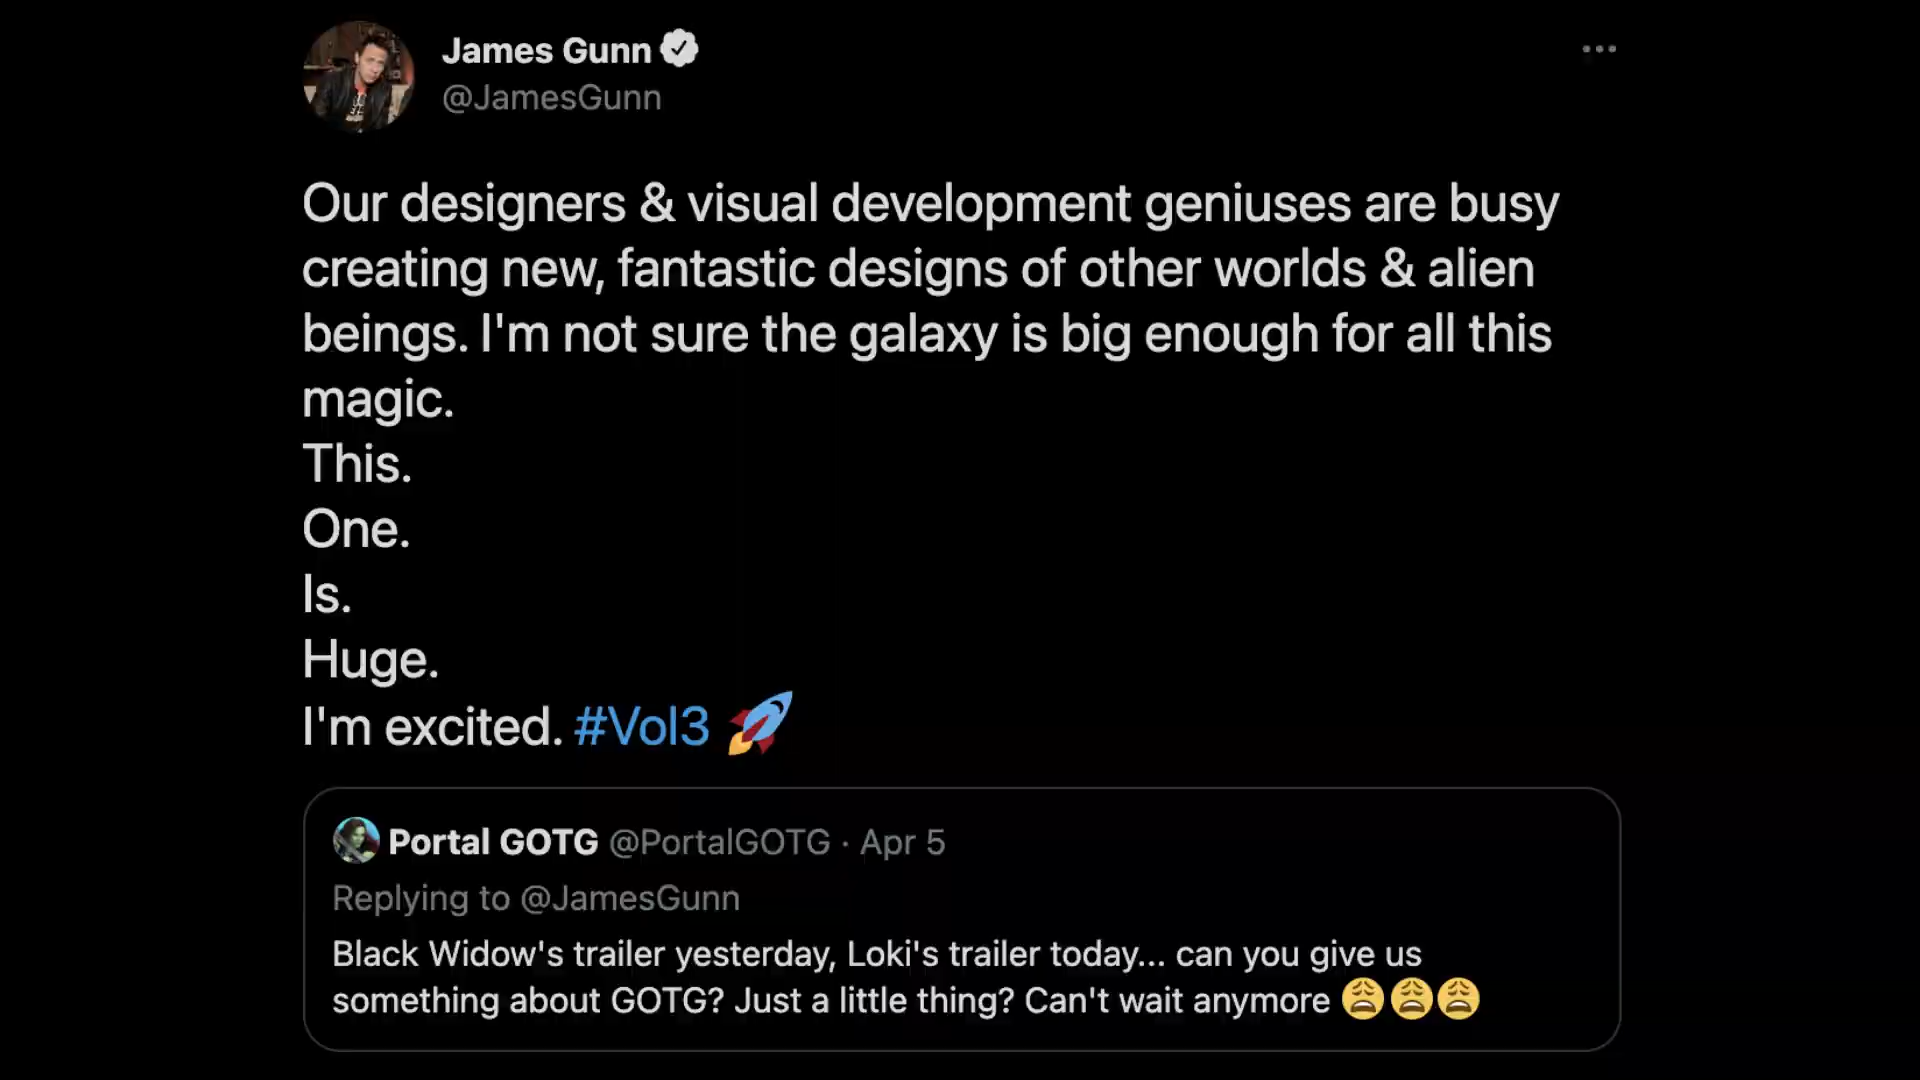 James Gunn
@JamesGunn
Our designers & visual development geniuses are busy
creating new, fantastic designs of other worlds & alien
beings. I'm not sure the galaxy is big enough for all this
magic.
This.
One.
Is.
Huge.
I'm excited. #Vol3 🚀
Portal GOTG @PortalGOTG · Apr 5
Replying to @JamesGunn
Black Widow's trailer yesterday, Loki's trailer today... can you give us
something about GOTG? Just a little thing? Can't wait anymore 😩😩😩